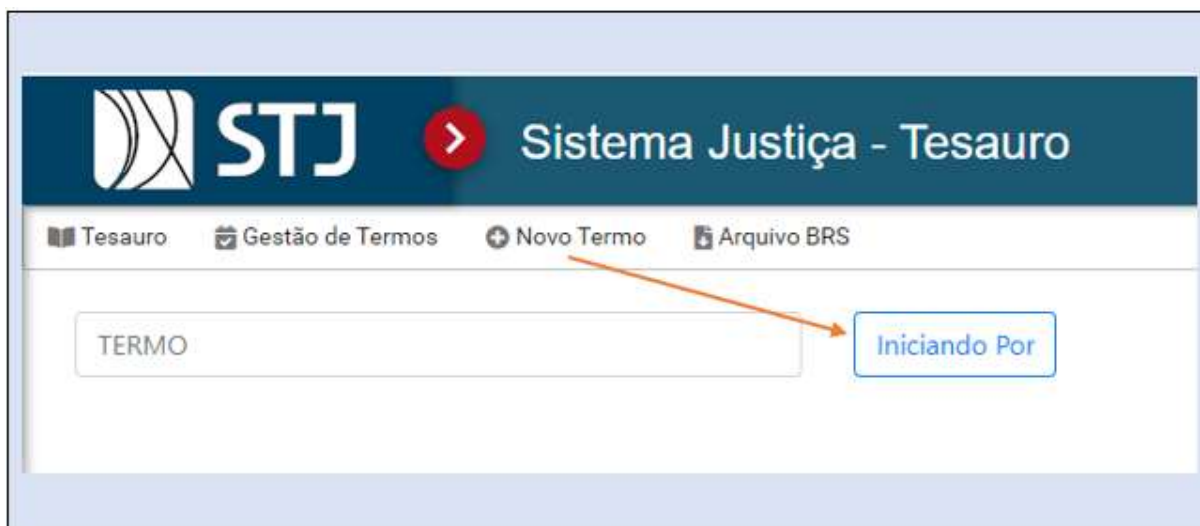 STJ Sistema Justiça - Tesauro
Tesauro Gestão de Termos Novo Termo Arquivo BRS
TERMO Iniciando Por